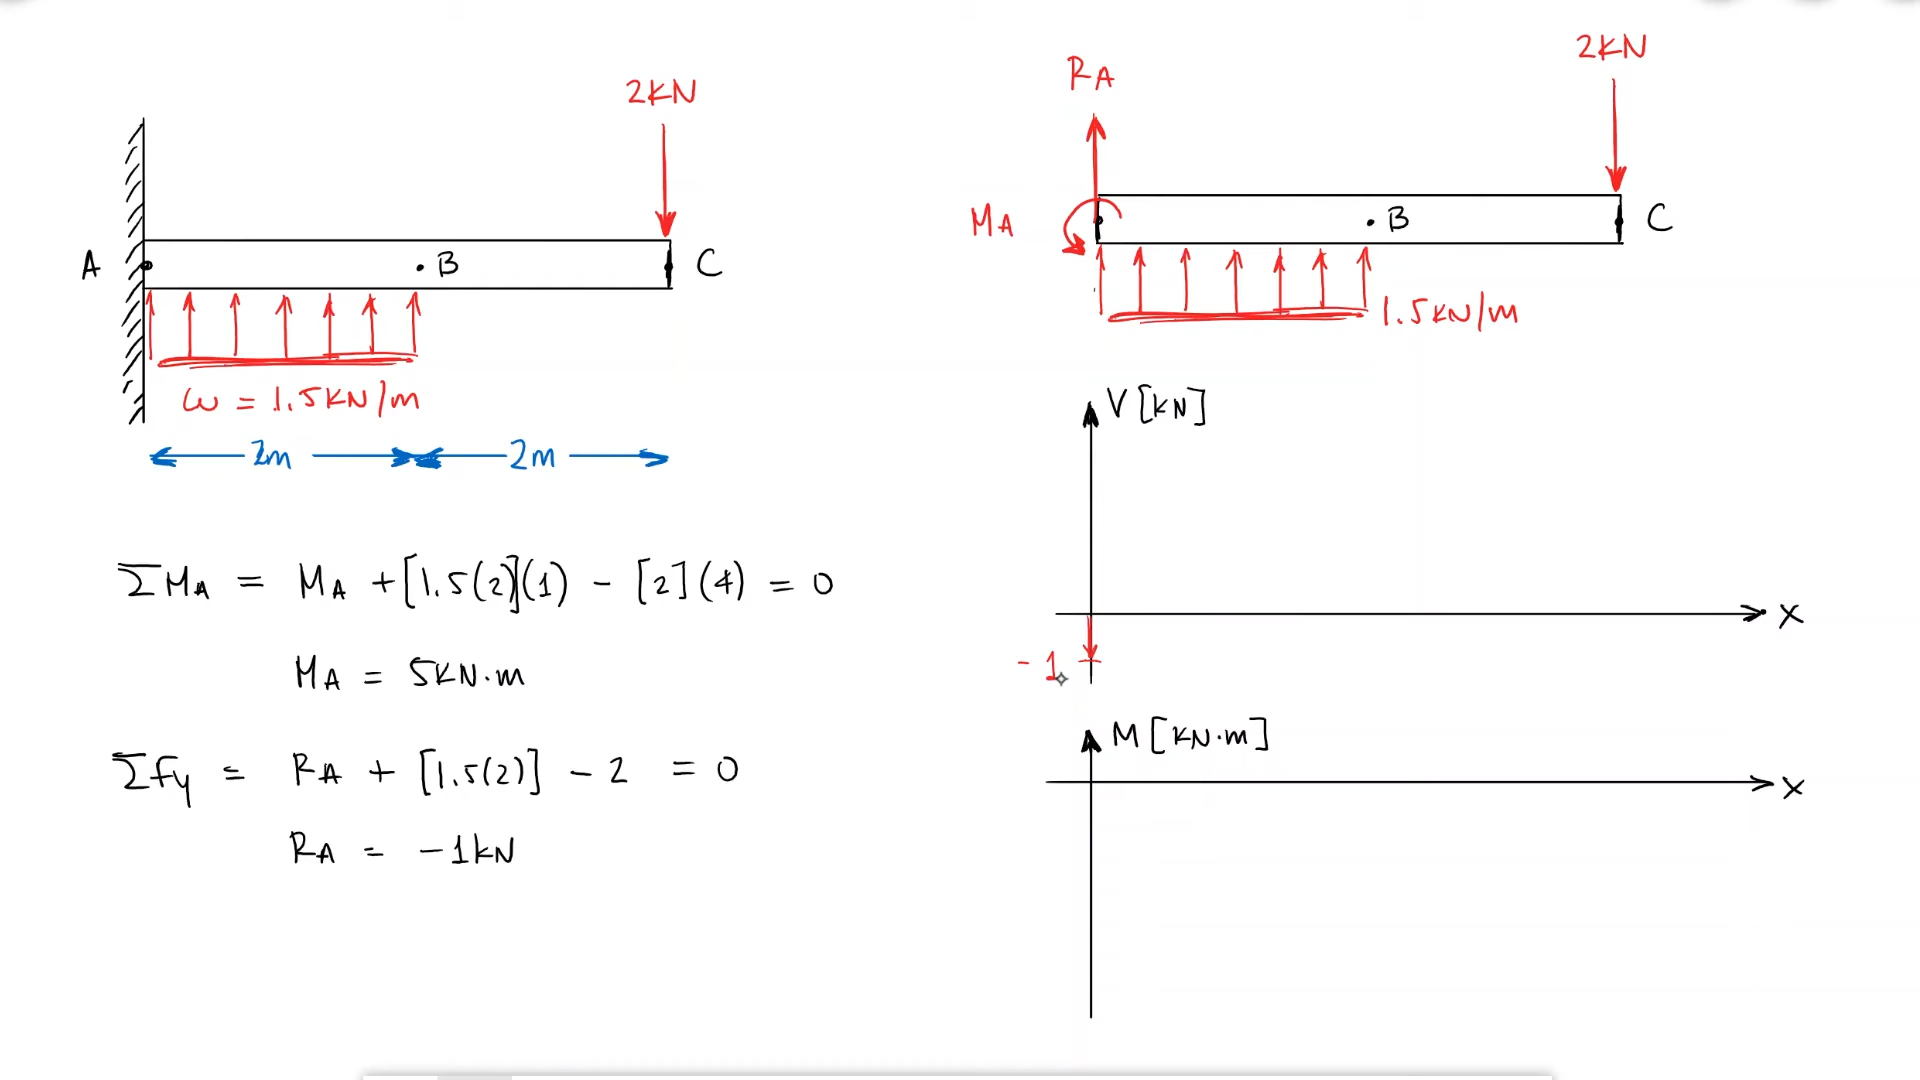 2KN
A
B
C
ω = 1.5KN/m
2m
2m
ΣMA = MA + [1.5(2)](1) - [2](4) = 0
MA = 5KN·m
ΣFy = RA + [1.5(2)] - 2 = 0
RA = -1KN
RA
2KN
MA
B
C
1.5KN/m
V [KN]
X
-1
M [KN·m]
X